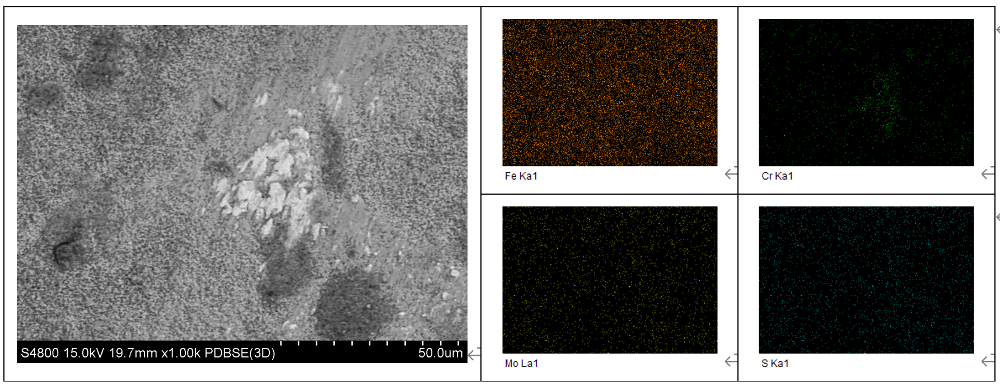 S4800 15.0kV 19.7mm x1.00k PDBSE(3D) 50.0um
Fe Ka1
Cr Ka1
Mo La1
S Ka1